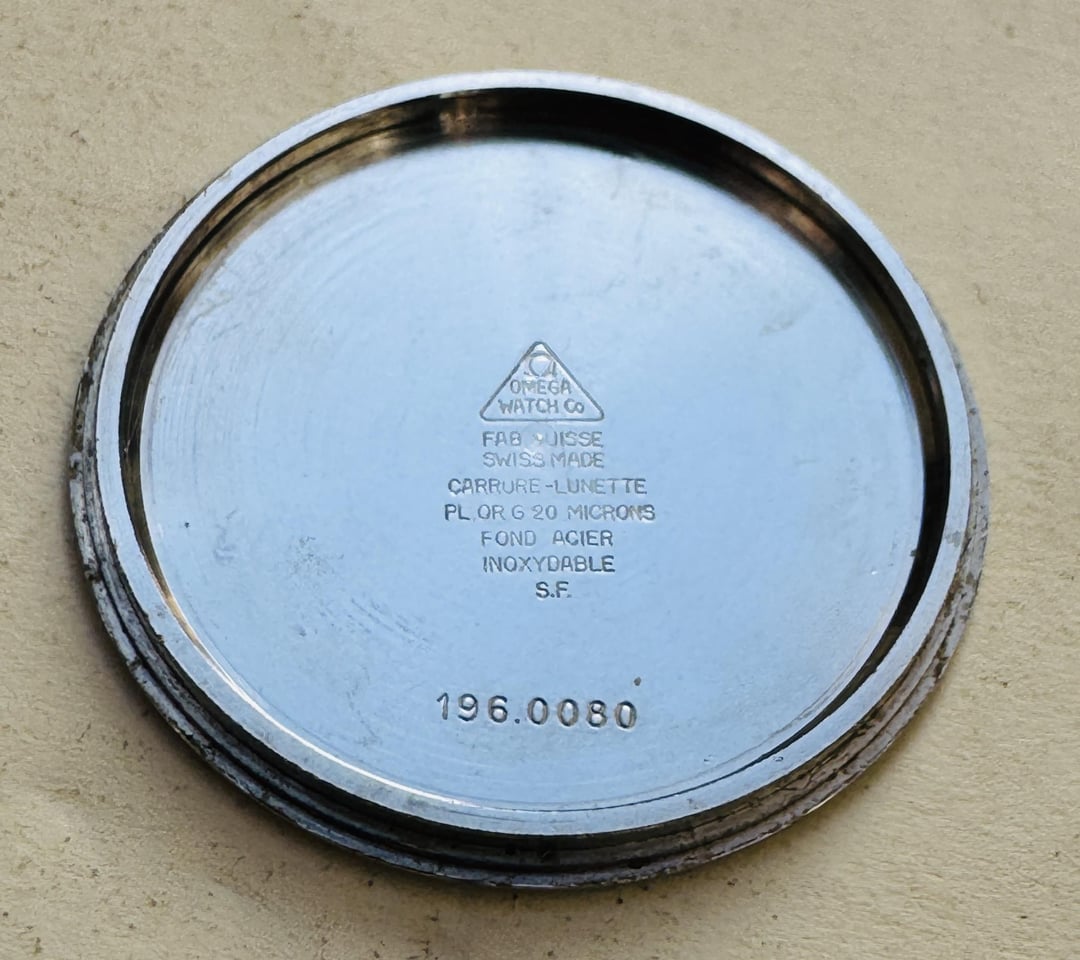 Ω
OMEGA
WATCH Co
FAB SUISSE
SWISS MADE
CARRURE-LUNETTE
PL.OR G 20 MICRONS
FOND ACIER
INOXYDABLE
S.F.
196.0080